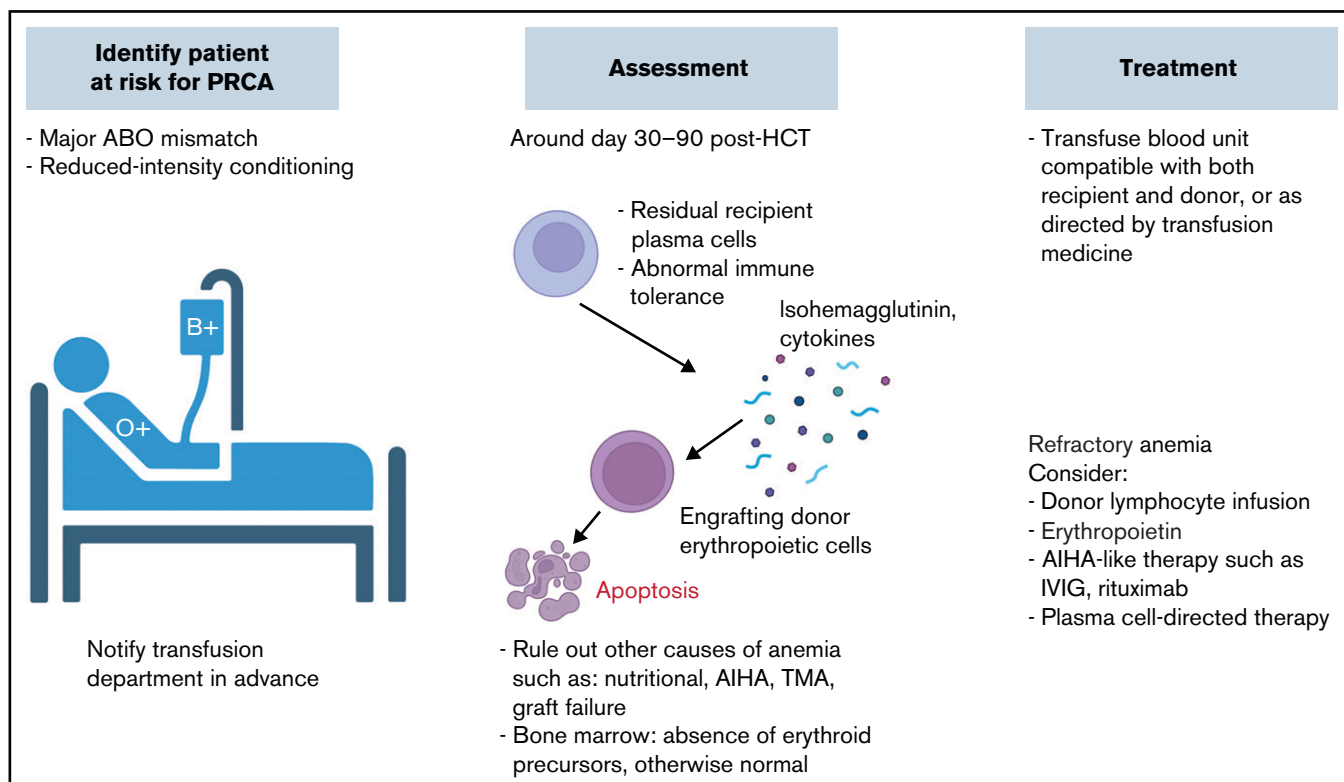 Identify patient
at risk for PRCA
- Major ABO mismatch
- Reduced-intensity conditioning
B+
O+
Notify transfusion
department in advance
Assessment
Around day 30–90 post-HCT
- Residual recipient
plasma cells
- Abnormal immune
tolerance
Isohemagglutinin,
cytokines
Engrafting donor
erythropoietic cells
Apoptosis
- Rule out other causes of anemia
such as: nutritional, AIHA, TMA,
graft failure
- Bone marrow: absence of erythroid
precursors, otherwise normal
Treatment
- Transfuse blood unit
compatible with both
recipient and donor, or as
directed by transfusion
medicine
Refractory anemia
Consider:
- Donor lymphocyte infusion
- Erythropoietin
- AIHA-like therapy such as
IVIG, rituximab
- Plasma cell-directed therapy